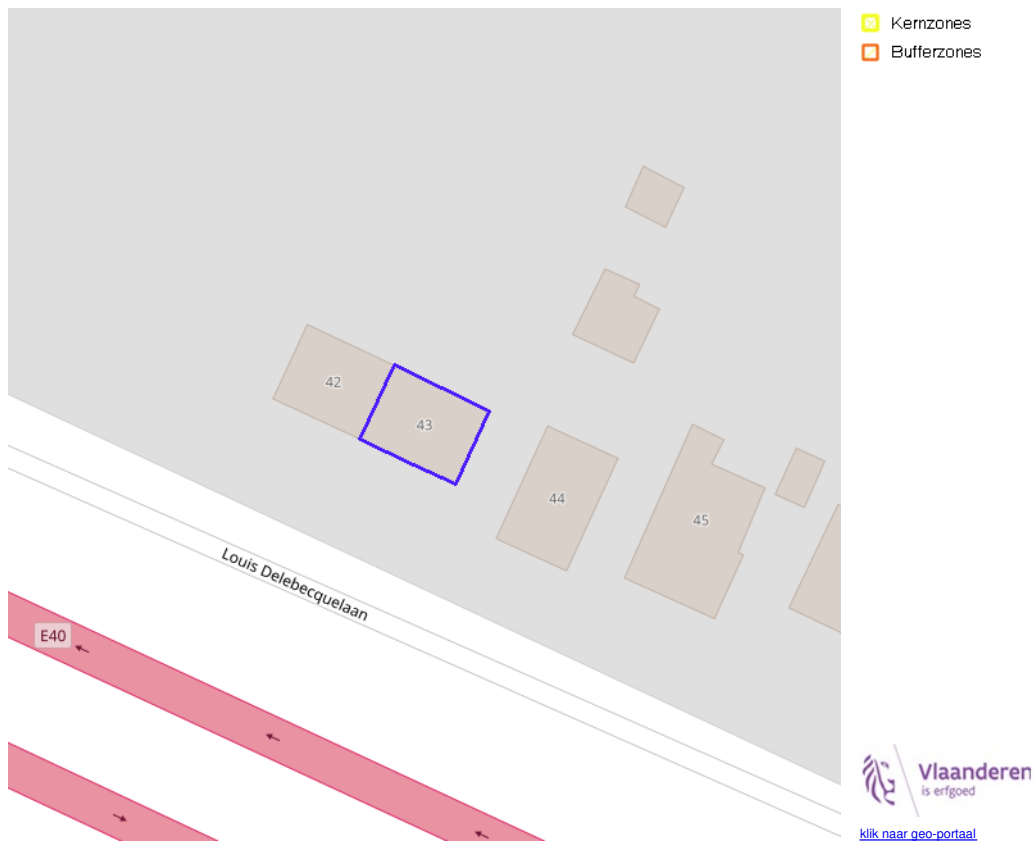 Kernzones
Bufferzones
42
43
44
45
Louis Delebecquelaan
E40
Vlaanderen
is erfgoed
klik naar geo-portaal